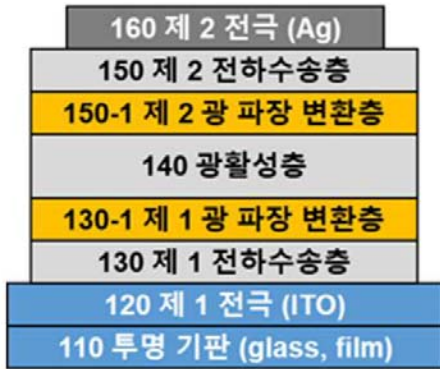 160 제 2 전극 (Ag)
150 제 2 전하수송층
150-1 제 2 광 파장 변환층
140 광활성층
130-1 제 1 광 파장 변환층
130 제 1 전하수송층
120 제 1 전극 (ITO)
110 투명 기판 (glass, film)